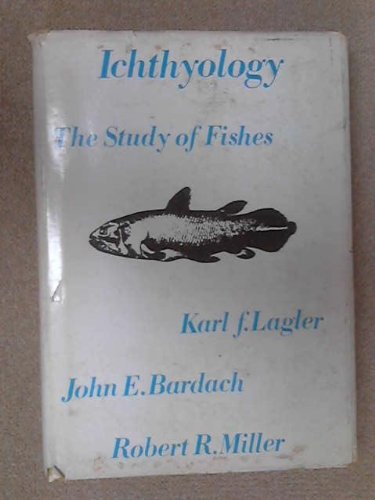 Ichthyology
The Study of Fishes
Karl f.Lagler
John E.Bardach
Robert R.Miller